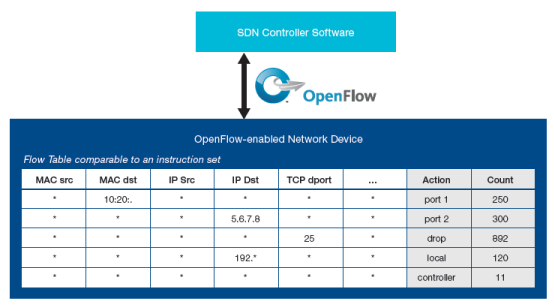 SDN Controller Software
OpenFlow
OpenFlow-enabled Network Device
Flow Table comparable to an instruction set
MAC src MAC dst IP Src IP Dst TCP dport ... Action Count
* 10:20:. * * * * port 1 250
* * * 5.6.7.8 * * port 2 300
* * * * 25 * drop 892
* * * 192.* * * local 120
* * * * * * controller 11